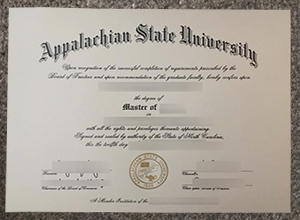 Appalachian State University
Upon recognition of the successful completion of requirements prescribed by the
Board of Trustees and upon recommendation of the graduate faculty, hereby confers upon
the degree of
Master of
in
with all the rights and privileges thereunto appertaining.
Signed and sealed by authority of the State of North Carolina,
this the twelfth day
APPALACHIAN STATE
Chairman of the Board of Governors
Chancellor
A Member Institution of the